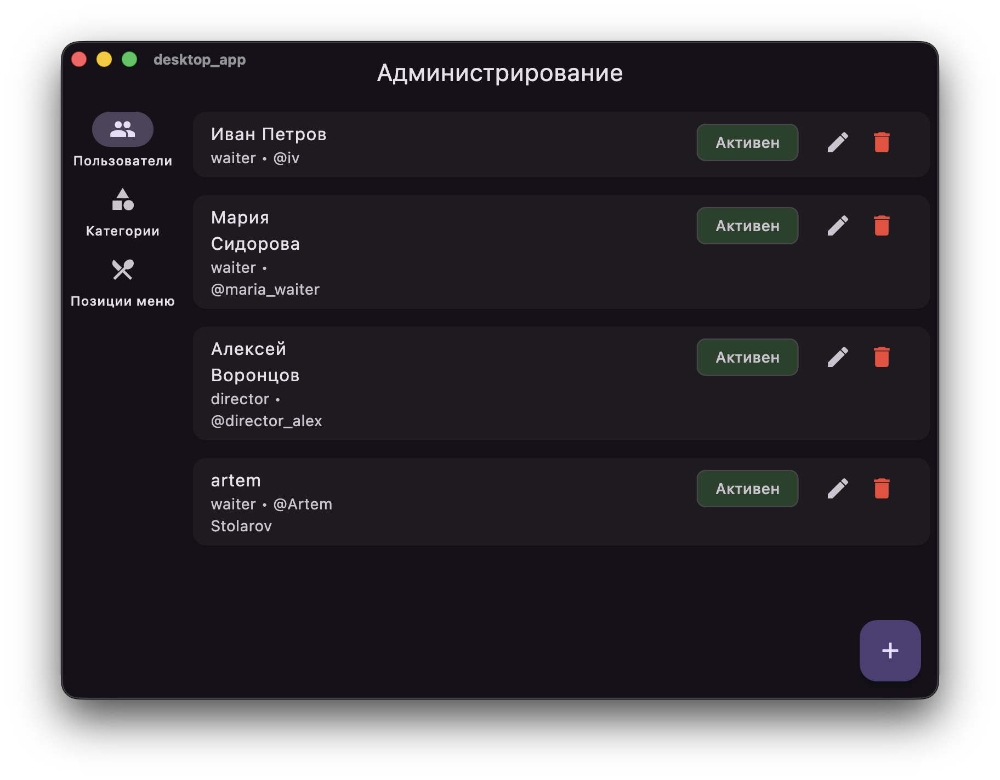 desktop_app
Администрирование
Пользователи
Категории
Позиции меню
Иван Петров
waiter • @iv
Активен
Мария
Сидорова
waiter •
@maria_waiter
Активен
Алексей
Воронцов
director •
@director_alex
Активен
artem
waiter • @Artem
Stolarov
Активен
+